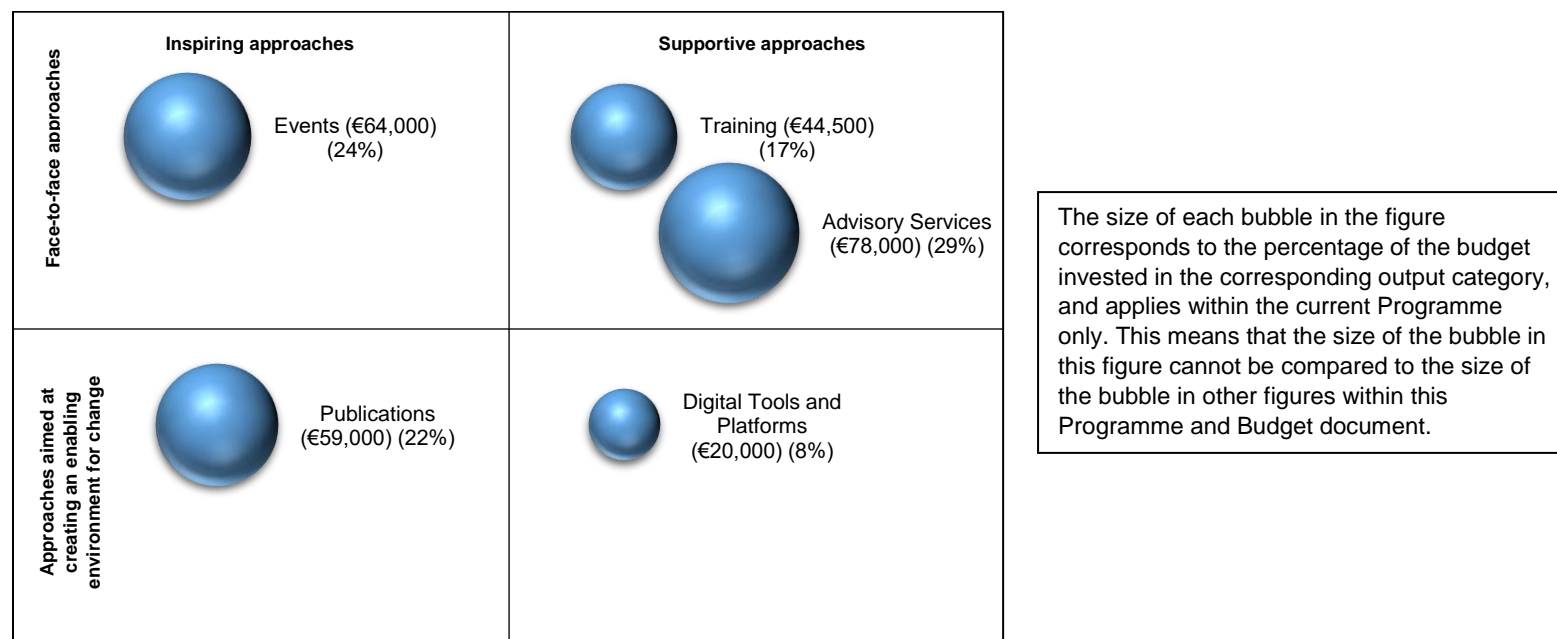 Inspiring approaches
Supportive approaches
Face-to-face approaches
Events (€64,000)
(24%)
Training (€44,500)
(17%)
Advisory Services
(€78,000) (29%)
Approaches aimed at
creating an enabling
environment for change
Publications
(€59,000) (22%)
Digital Tools and
Platforms
(€20,000) (8%)
The size of each bubble in the figure
corresponds to the percentage of the budget
invested in the corresponding output category,
and applies within the current Programme
only. This means that the size of the bubble in
this figure cannot be compared to the size of
the bubble in other figures within this
Programme and Budget document.